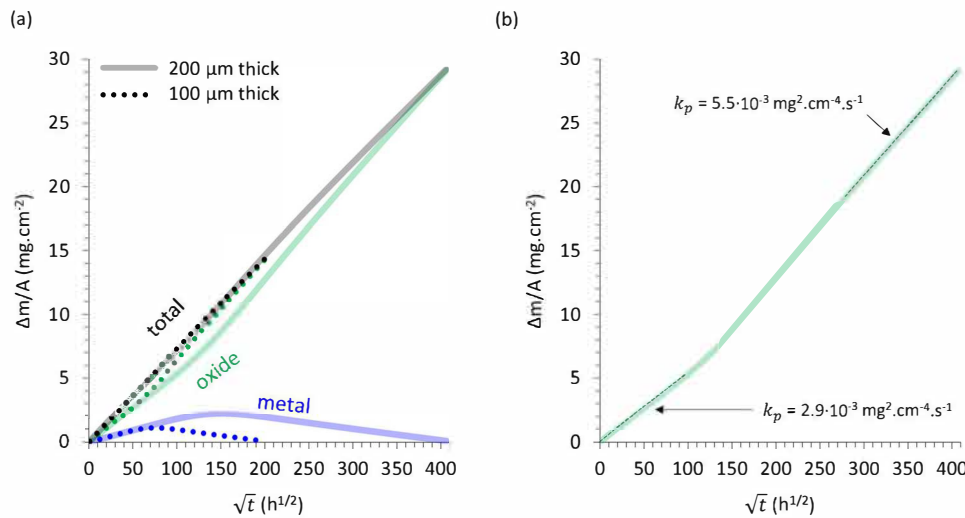 (a)
(b)
30
25
20
15
10
5
0
Δm/A (mg.cm⁻²)
200 μm thick
100 μm thick
total
oxide
metal
0 50 100 150 200 250 300 350 400
√t (h¹/²)
30
25
20
15
10
5
0
Δm/A (mg.cm⁻²)
kₚ = 5.5·10⁻³ mg².cm⁻⁴.s⁻¹
kₚ = 2.9·10⁻³ mg².cm⁻⁴.s⁻¹
0 50 100 150 200 250 300 350 400
√t (h¹/²)